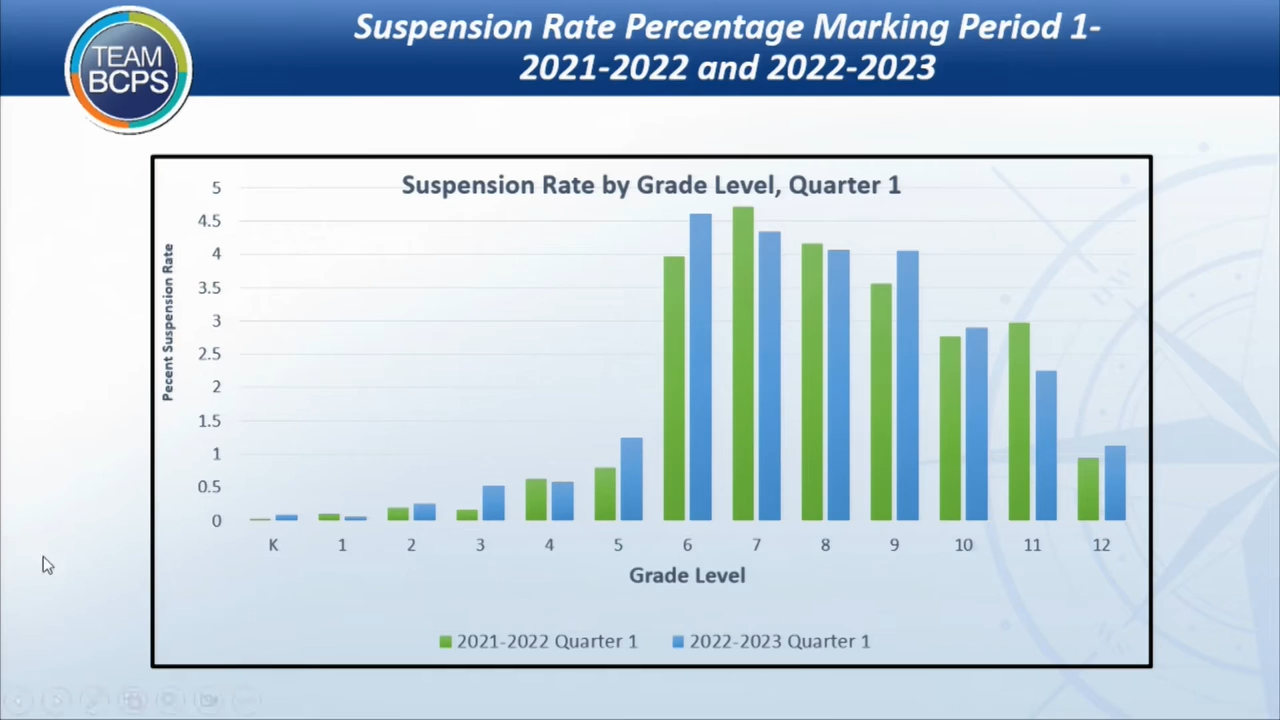 Suspension Rate Percentage Marking Period 1-
2021-2022 and 2022-2023
TEAM
BCPS
Suspension Rate by Grade Level, Quarter 1
Pecent Suspension Rate
5
4.5
4
3.5
3
2.5
2
1.5
1
0.5
0
K 1 2 3 4 5 6 7 8 9 10 11 12
Grade Level
2021-2022 Quarter 1 2022-2023 Quarter 1